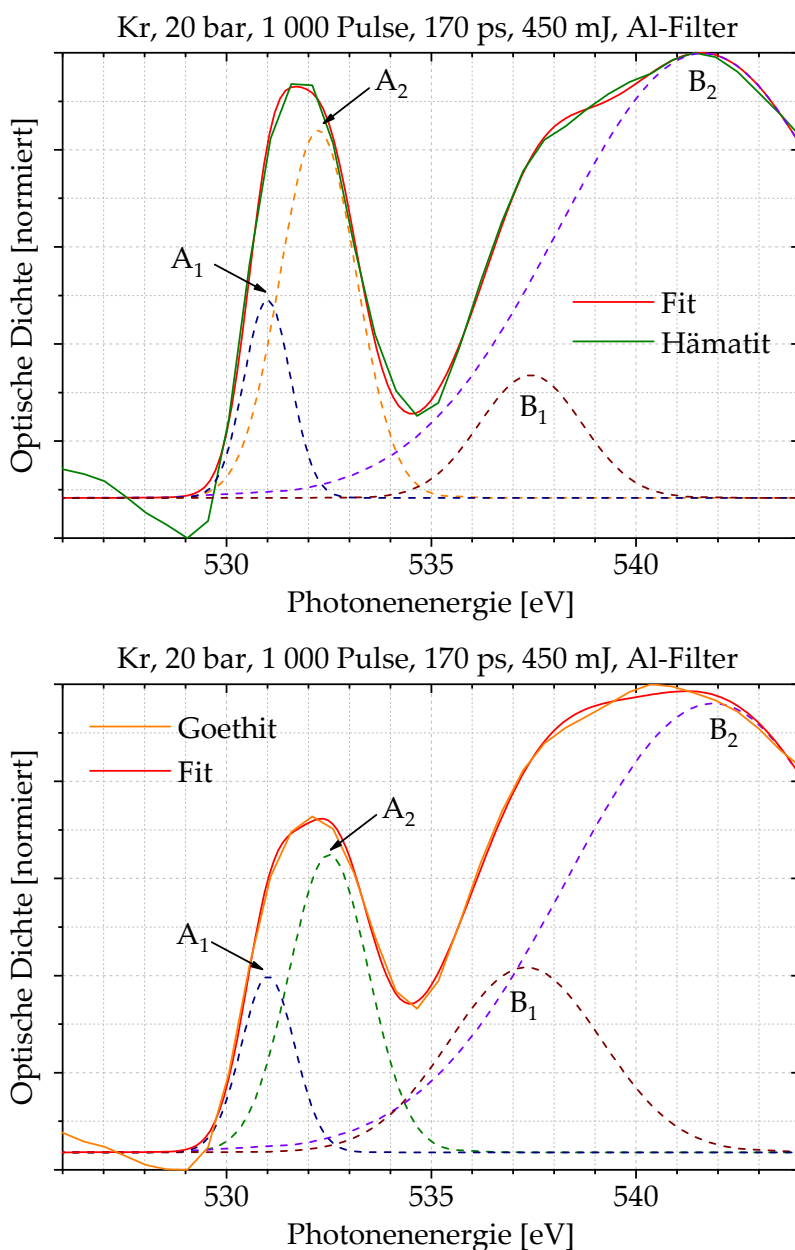 Kr, 20 bar, 1 000 Pulse, 170 ps, 450 mJ, Al-Filter
A₂
B₂
A₁
Fit
Hämatit
B₁
Optische Dichte [normiert]
530 535 540
Photonenenergie [eV]
Kr, 20 bar, 1 000 Pulse, 170 ps, 450 mJ, Al-Filter
Goethit
B₂
Fit
A₂
A₁
B₁
Optische Dichte [normiert]
530 535 540
Photonenenergie [eV]